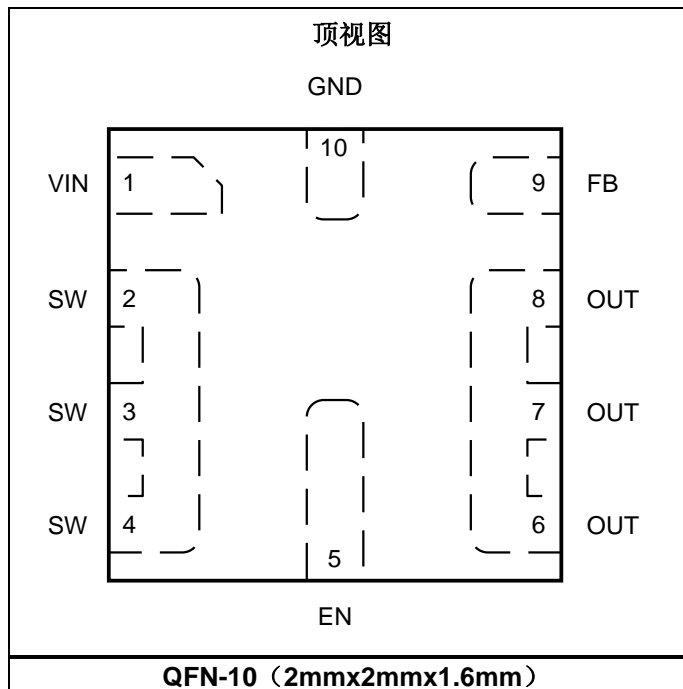 顶视图
GND
10
VIN 1 9 FB
SW 2 8 OUT
SW 3 7 OUT
SW 4 6 OUT
5
EN
QFN-10（2mmx2mmx1.6mm）